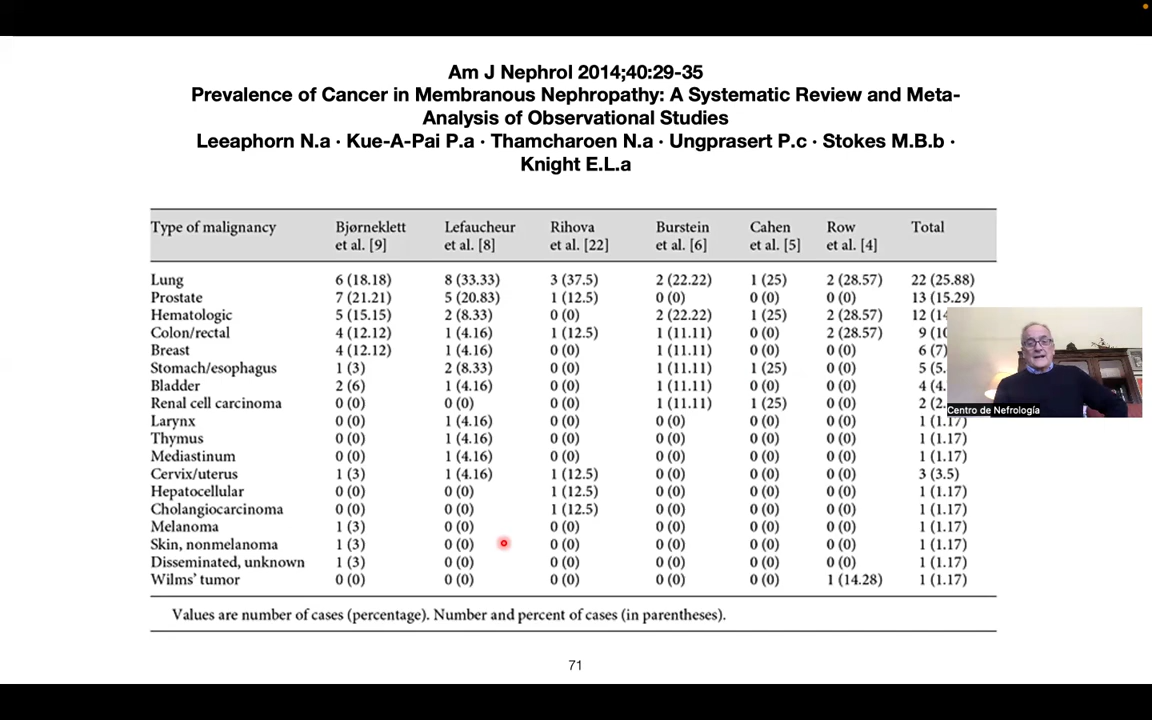 Am J Nephrol 2014;40:29-35
Prevalence of Cancer in Membranous Nephropathy: A Systematic Review and Meta-
Analysis of Observational Studies
Leeaphorn N.a · Kue-A-Pai P.a · Thamcharoen N.a · Ungprasert P.c · Stokes M.B.b ·
Knight E.L.a
Type of malignancy Bjørneklett et al. [9] Lefaucheur et al. [8] Rihova et al. [22] Burstein et al. [6] Cahen et al. [5] Row et al. [4] Total
Lung 6 (18.18) 8 (33.33) 3 (37.5) 2 (22.22) 1 (25) 2 (28.57) 22 (25.88)
Prostate 7 (21.21) 5 (20.83) 1 (12.5) 0 (0) 0 (0) 0 (0) 13 (15.29)
Hematologic 5 (15.15) 2 (8.33) 0 (0) 2 (22.22) 1 (25) 2 (28.57) 12
Colon/rectal 4 (12.12) 1 (4.16) 1 (12.5) 1 (11.11) 0 (0) 2 (28.57) 9
Breast 4 (12.12) 1 (4.16) 0 (0) 1 (11.11) 0 (0) 0 (0) 6 (7)
Stomach/esophagus 1 (3) 2 (8.33) 0 (0) 1 (11.11) 1 (25) 0 (0) 5
Bladder 2 (6) 1 (4.16) 0 (0) 1 (11.11) 0 (0) 0 (0) 4
Renal cell carcinoma 0 (0) 0 (0) 0 (0) 1 (11.11) 1 (25) 0 (0) 2
Centro de Nefrología
Larynx 0 (0) 1 (4.16) 0 (0) 0 (0) 0 (0) 0 (0) 1 (1.17)
Thymus 0 (0) 1 (4.16) 0 (0) 0 (0) 0 (0) 0 (0) 1 (1.17)
Mediastinum 0 (0) 1 (4.16) 0 (0) 0 (0) 0 (0) 0 (0) 1 (1.17)
Cervix/uterus 1 (3) 1 (4.16) 1 (12.5) 0 (0) 0 (0) 0 (0) 3 (3.5)
Hepatocellular 0 (0) 0 (0) 1 (12.5) 0 (0) 0 (0) 0 (0) 1 (1.17)
Cholangiocarcinoma 0 (0) 0 (0) 1 (12.5) 0 (0) 0 (0) 0 (0) 1 (1.17)
Melanoma 1 (3) 0 (0) 0 (0) 0 (0) 0 (0) 0 (0) 1 (1.17)
Skin, nonmelanoma 1 (3) 0 (0) 0 (0) 0 (0) 0 (0) 0 (0) 1 (1.17)
Disseminated, unknown 1 (3) 0 (0) 0 (0) 0 (0) 0 (0) 0 (0) 1 (1.17)
Wilms' tumor 0 (0) 0 (0) 0 (0) 0 (0) 0 (0) 1 (14.28) 1 (1.17)
Values are number of cases (percentage). Number and percent of cases (in parentheses).
71